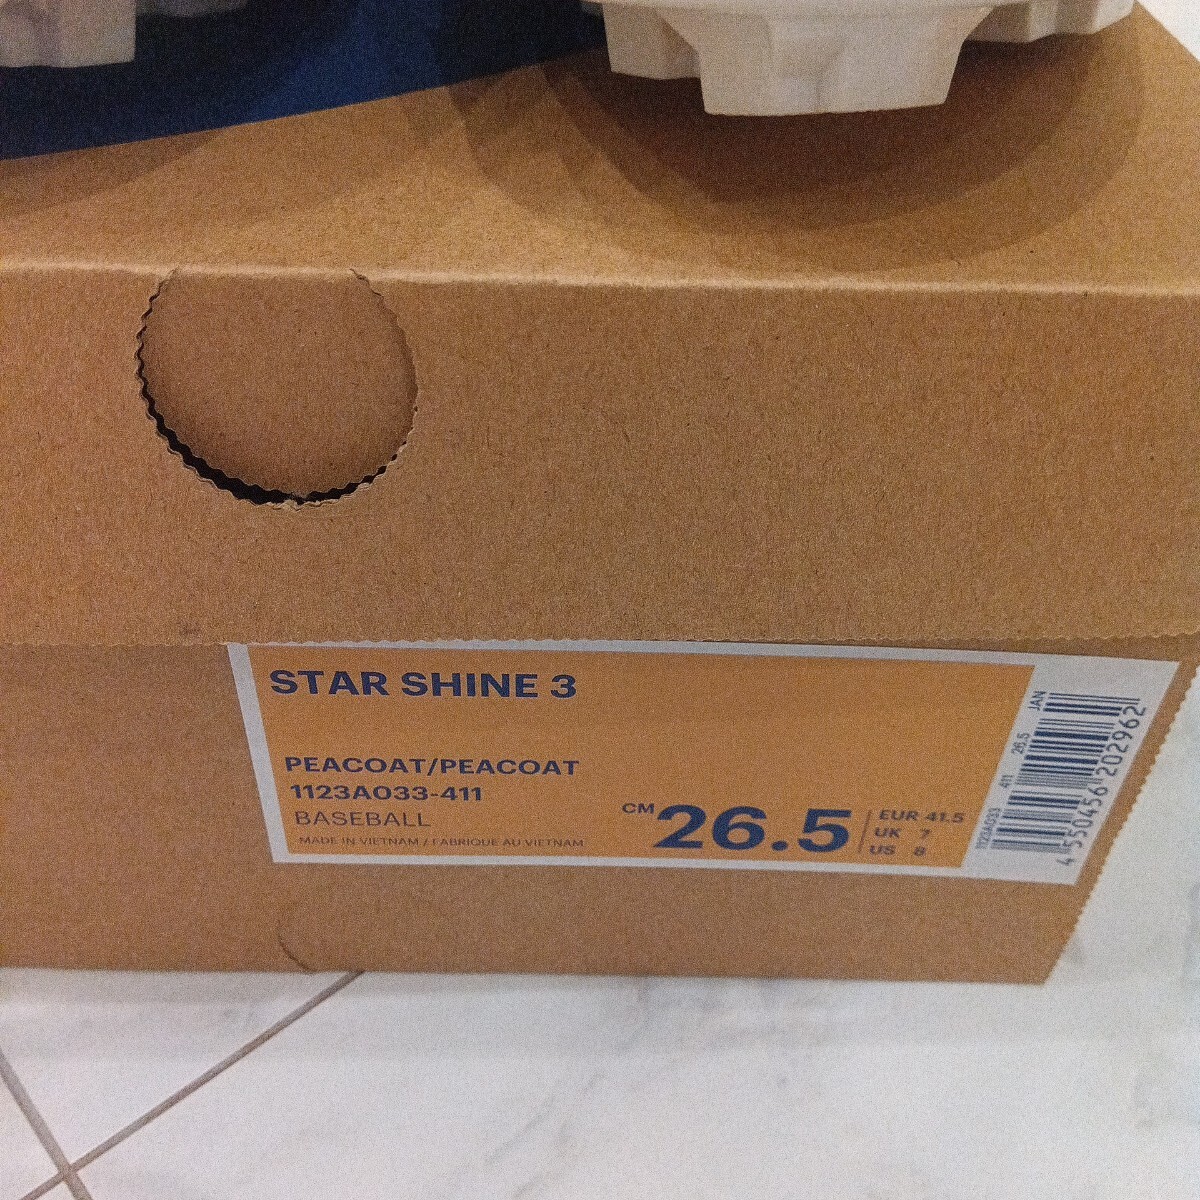 STAR SHINE 3
PEACOAT/PEACOAT
1123A033-411
BASEBALL
MADE IN VIETNAM / FABRIQUE AU VIETNAM
CM 26.5
EUR 41.5
UK 7
US 8
1123A033 411 26.5 JAN
4550456202962